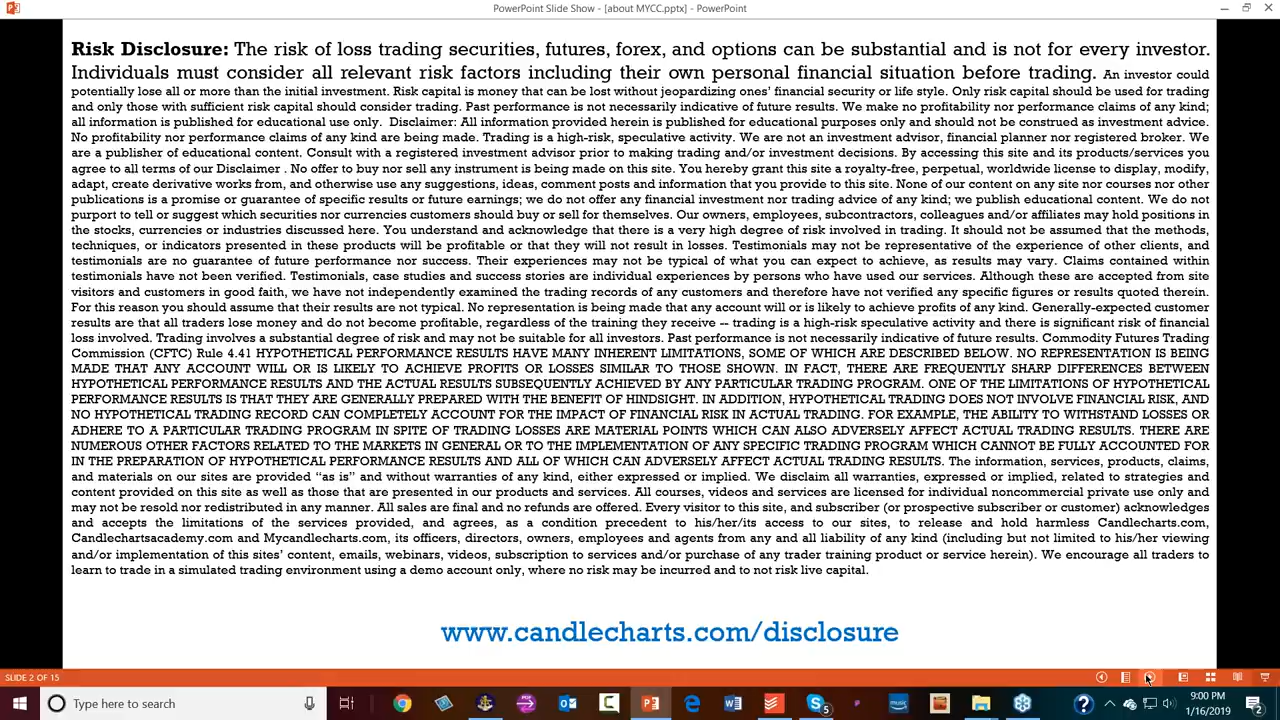 PowerPoint Slide Show - [about MYCC.pptx] - PowerPoint
Risk Disclosure: The risk of loss trading securities, futures, forex, and options can be substantial and is not for every investor.
Individuals must consider all relevant risk factors including their own personal financial situation before trading. An investor could
potentially lose all or more than the initial investment. Risk capital is money that can be lost without jeopardizing ones' financial security or life style. Only risk capital should be used for trading
and only those with sufficient risk capital should consider trading. Past performance is not necessarily indicative of future results. We make no profitability nor performance claims of any kind;
all information is published for educational use only. Disclaimer: All information provided herein is published for educational purposes only and should not be construed as investment advice.
No profitability nor performance claims of any kind are being made. Trading is a high-risk, speculative activity. We are not an investment advisor, financial planner nor registered broker. We
are a publisher of educational content. Consult with a registered investment advisor prior to making trading and/or investment decisions. By accessing this site and its products/services you
agree to all terms of our Disclaimer . No offer to buy nor sell any instrument is being made on this site. You hereby grant this site a royalty-free, perpetual, worldwide license to display, modify,
adapt, create derivative works from, and otherwise use any suggestions, ideas, comment posts and information that you provide to this site. None of our content on any site nor courses nor other
publications is a promise or guarantee of specific results or future earnings; we do not offer any financial investment nor trading advice of any kind; we publish educational content. We do not
purport to tell or suggest which securities nor currencies customers should buy or sell for themselves. Our owners, employees, subcontractors, colleagues and/or affiliates may hold positions in
the stocks, currencies or industries discussed here. You understand and acknowledge that there is a very high degree of risk involved in trading. It should not be assumed that the methods,
techniques, or indicators presented in these products will be profitable or that they will not result in losses. Testimonials may not be representative of the experience of other clients, and
testimonials are no guarantee of future performance nor success. Their experiences may not be typical of what you can expect to achieve, as results may vary. Claims contained within
testimonials have not been verified. Testimonials, case studies and success stories are individual experiences by persons who have used our services. Although these are accepted from site
visitors and customers in good faith, we have not independently examined the trading records of any customers and therefore have not verified any specific figures or results quoted therein.
For this reason you should assume that their results are not typical. No representation is being made that any account will or is likely to achieve profits of any kind. Generally-expected customer
results are that all traders lose money and do not become profitable, regardless of the training they receive -- trading is a high-risk speculative activity and there is significant risk of financial
loss involved. Trading involves a substantial degree of risk and may not be suitable for all investors. Past performance is not necessarily indicative of future results. Commodity Futures Trading
Commission (CFTC) Rule 4.41 HYPOTHETICAL PERFORMANCE RESULTS HAVE MANY INHERENT LIMITATIONS, SOME OF WHICH ARE DESCRIBED BELOW. NO REPRESENTATION IS BEING
MADE THAT ANY ACCOUNT WILL OR IS LIKELY TO ACHIEVE PROFITS OR LOSSES SIMILAR TO THOSE SHOWN. IN FACT, THERE ARE FREQUENTLY SHARP DIFFERENCES BETWEEN
HYPOTHETICAL PERFORMANCE RESULTS AND THE ACTUAL RESULTS SUBSEQUENTLY ACHIEVED BY ANY PARTICULAR TRADING PROGRAM. ONE OF THE LIMITATIONS OF HYPOTHETICAL
PERFORMANCE RESULTS IS THAT THEY ARE GENERALLY PREPARED WITH THE BENEFIT OF HINDSIGHT. IN ADDITION, HYPOTHETICAL TRADING DOES NOT INVOLVE FINANCIAL RISK, AND
NO HYPOTHETICAL TRADING RECORD CAN COMPLETELY ACCOUNT FOR THE IMPACT OF FINANCIAL RISK IN ACTUAL TRADING. FOR EXAMPLE, THE ABILITY TO WITHSTAND LOSSES OR
ADHERE TO A PARTICULAR TRADING PROGRAM IN SPITE OF TRADING LOSSES ARE MATERIAL POINTS WHICH CAN ALSO ADVERSELY AFFECT ACTUAL TRADING RESULTS. THERE ARE
NUMEROUS OTHER FACTORS RELATED TO THE MARKETS IN GENERAL OR TO THE IMPLEMENTATION OF ANY SPECIFIC TRADING PROGRAM WHICH CANNOT BE FULLY ACCOUNTED FOR
IN THE PREPARATION OF HYPOTHETICAL PERFORMANCE RESULTS AND ALL OF WHICH CAN ADVERSELY AFFECT ACTUAL TRADING RESULTS. The information, services, products, claims,
and materials on our sites are provided “as is” and without warranties of any kind, either expressed or implied. We disclaim all warranties, expressed or implied, related to strategies and
content provided on this site as well as those that are presented in our products and services. All courses, videos and services are licensed for individual noncommercial private use only and
may not be resold nor redistributed in any manner. All sales are final and no refunds are offered. Every visitor to this site, and subscriber (or prospective subscriber or customer) acknowledges
and accepts the limitations of the services provided, and agrees, as a condition precedent to his/her/its access to our sites, to release and hold harmless Candlecharts.com,
Candlechartsacademy.com and Mycandlecharts.com, its officers, directors, owners, employees and agents from any and all liability of any kind (including but not limited to his/her viewing
and/or implementation of this sites' content, emails, webinars, videos, subscription to services and/or purchase of any trader training product or service herein). We encourage all traders to
learn to trade in a simulated trading environment using a demo account only, where no risk may be incurred and to not risk live capital.
www.candlecharts.com/disclosure
SLIDE 2 OF 15
Type here to search
9:00 PM
1/16/2019